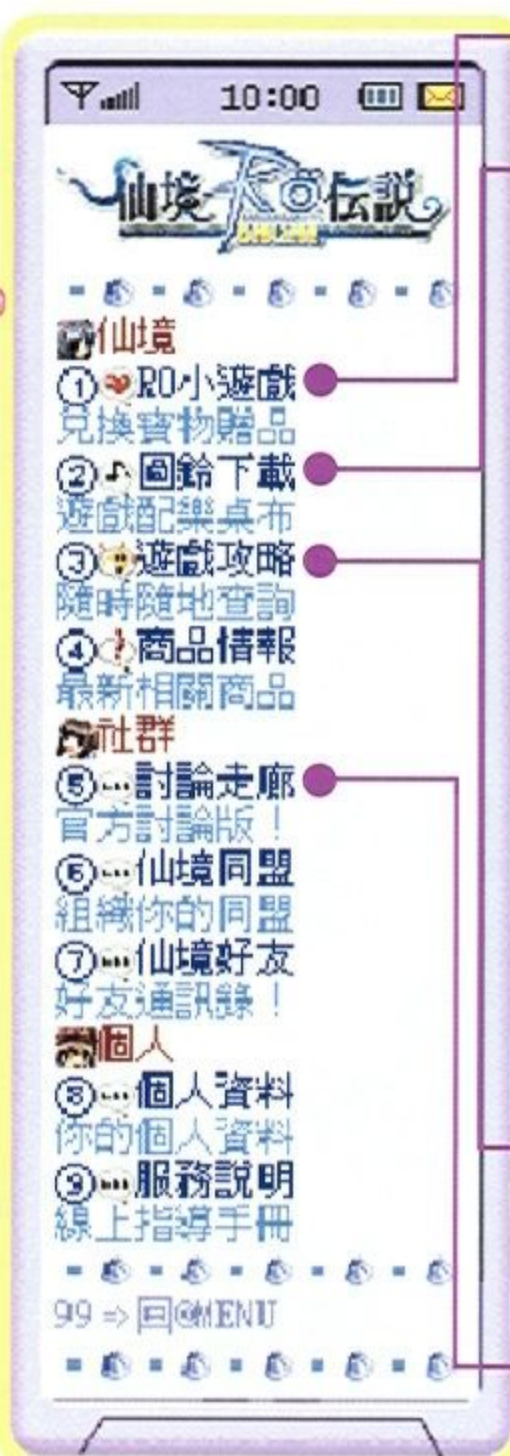 10:00
仙境RO伝説
仙境
①RO小遊戲
兌換寶物贈品
②圖鈴下載
遊戲配樂桌布
③遊戲攻略
隨時隨地查詢
④商品情報
最新相關商品
社群
⑤討論走廊
官方討論版！
⑥仙境同盟
組織你的同盟
⑦仙境好友
好友通訊錄！
個人
⑧個人資料
你的個人資料
⑨服務說明
線上指導手冊
99 => 回@MENU